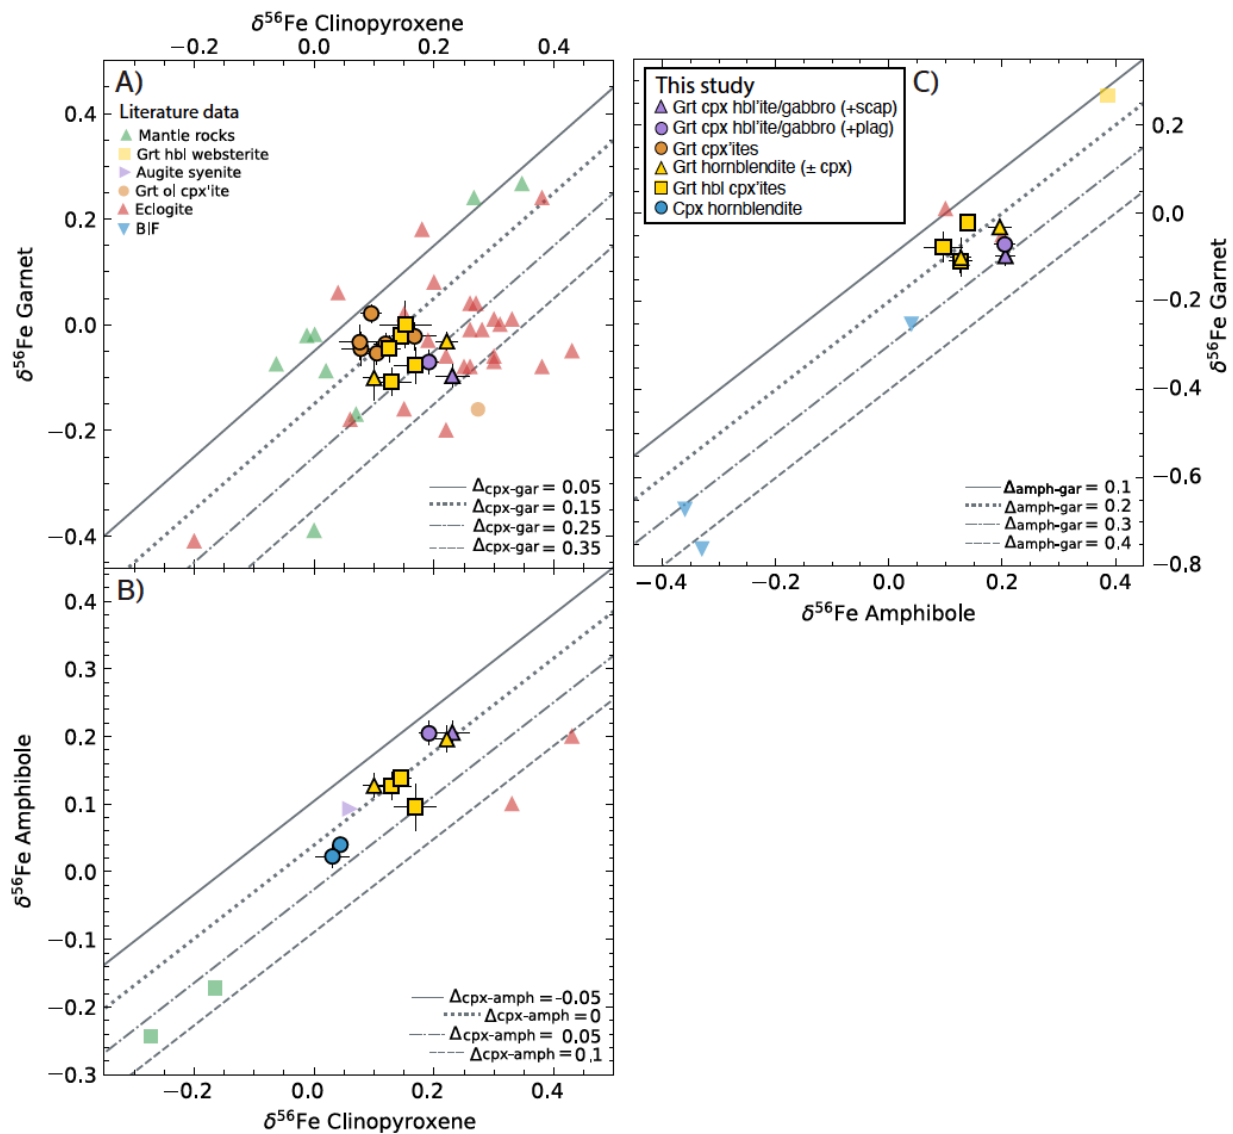 δ⁵⁶Fe Clinopyroxene
−0.2 0.0 0.2 0.4
A)
Literature data
Mantle rocks
Grt hbl websterite
Augite syenite
Grt ol cpx'ite
Eclogite
BIF
0.4
0.2
0.0
−0.2
−0.4
δ⁵⁶Fe Garnet
Δcpx-gar = 0.05
Δcpx-gar = 0.15
Δcpx-gar = 0.25
Δcpx-gar = 0.35
This study
Grt cpx hbl'ite/gabbro (+scap)
Grt cpx hbl'ite/gabbro (+plag)
Grt cpx'ites
Grt hornblendite (± cpx)
Grt hbl cpx'ites
Cpx hornblendite
C)
0.2
0.0
−0.2
−0.4
−0.6
−0.8
δ⁵⁶Fe Garnet
Δamph-gar = 0.1
Δamph-gar = 0.2
Δamph-gar = 0.3
Δamph-gar = 0.4
−0.4 −0.2 0.0 0.2 0.4
δ⁵⁶Fe Amphibole
B)
0.4
0.3
0.2
0.1
0.0
−0.1
−0.2
−0.3
δ⁵⁶Fe Amphibole
Δcpx-amph = -0.05
Δcpx-amph = 0
Δcpx-amph = 0.05
Δcpx-amph = 0.1
−0.2 0.0 0.2 0.4
δ⁵⁶Fe Clinopyroxene